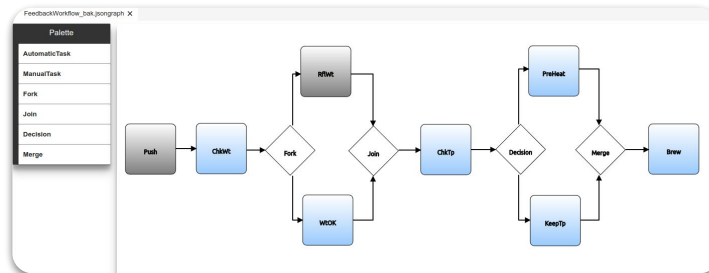 FeedbackWorkflow_bak.jsongraph ×
Palette
AutomaticTask
ManualTask
Fork
Join
Decision
Merge
Push
ChkWt
Fork
RflWt
WtOK
Join
ChkTp
Decision
PreHeat
KeepTp
Merge
Brew